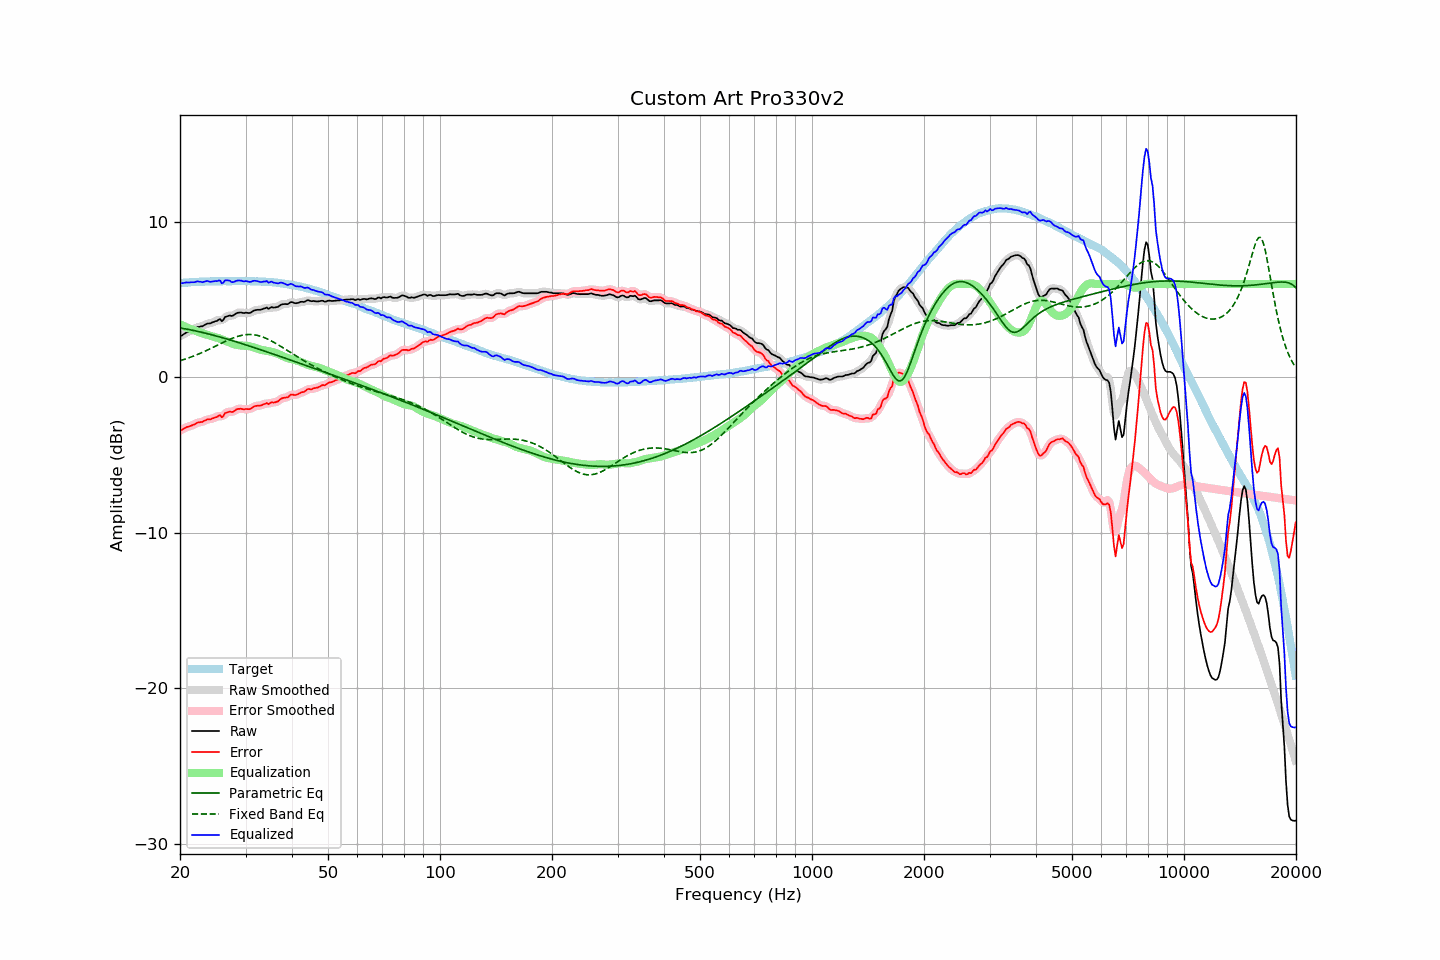 Custom Art Pro330v2
Amplitude (dBr)
10
0
−10
−20
−30
Target
Raw Smoothed
Error Smoothed
Raw
Error
Equalization
Parametric Eq
Fixed Band Eq
Equalized
20 50 100 200 500 1000 2000 5000 10000 20000
Frequency (Hz)